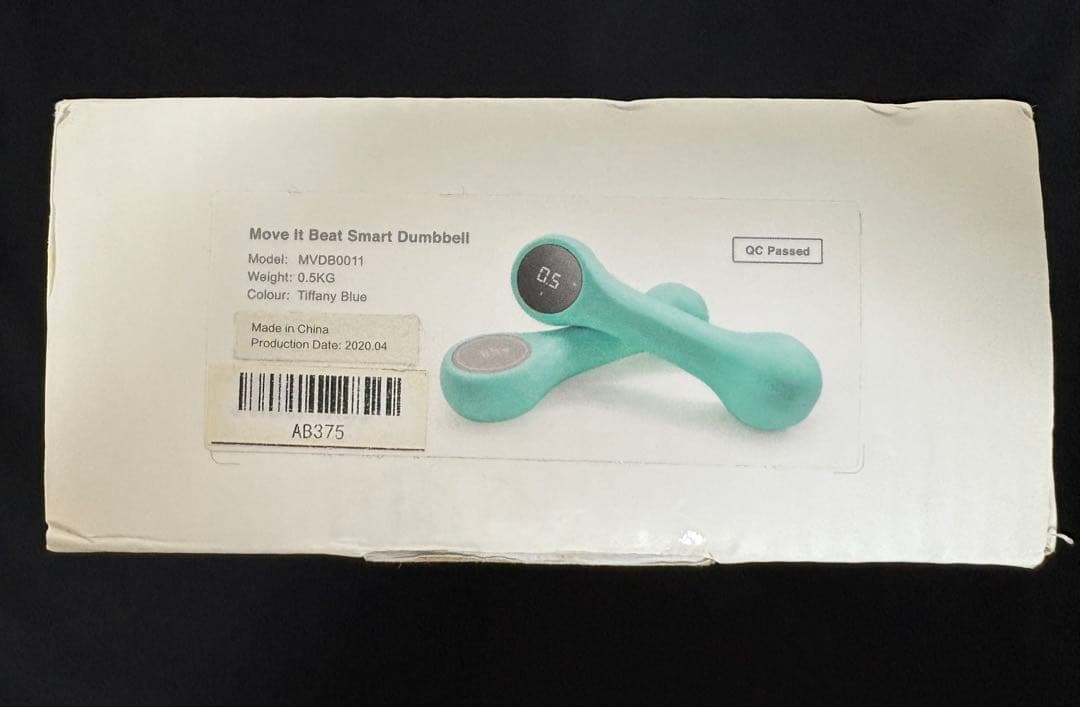 Move It Beat Smart Dumbbell
Model: MVDB0011
Weight: 0.5KG
Colour: Tiffany Blue
Made in China
Production Date: 2020.04
AB375
0.5
QC Passed